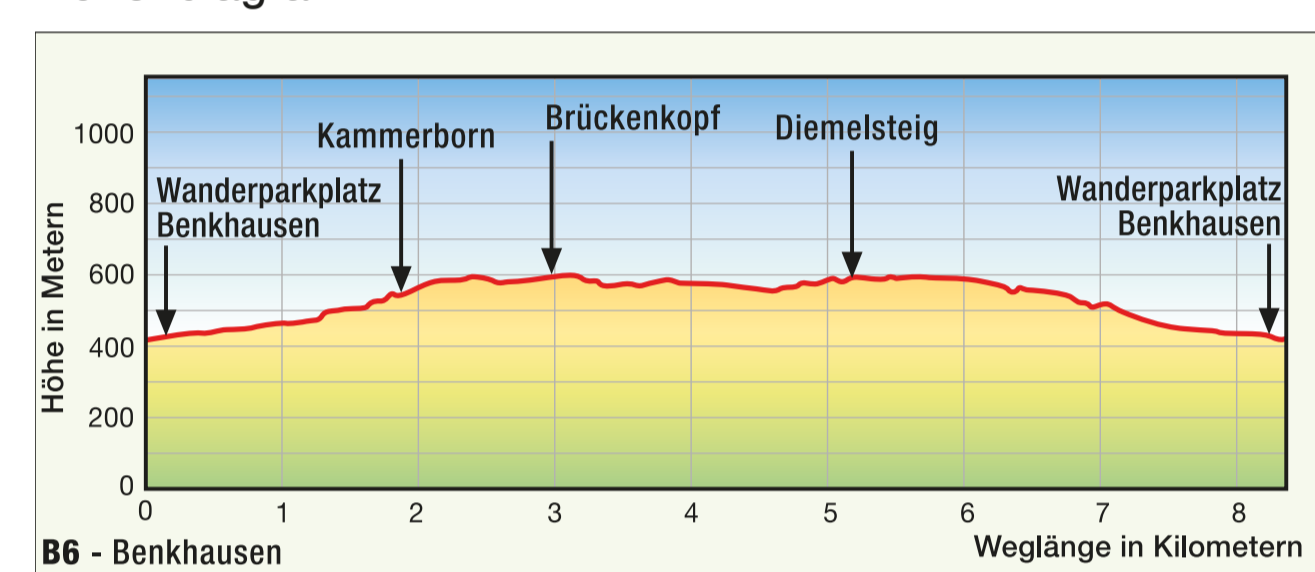 Brückenkopf
Kammerborn
Diemelsteig
Wanderparkplatz
Benkhausen
Wanderparkplatz
Benkhausen
Höhe in Metern
1000
800
600
400
200
0
0 1 2 3 4 5 6 7 8
Weglänge in Kilometern
B6 - Benkhausen